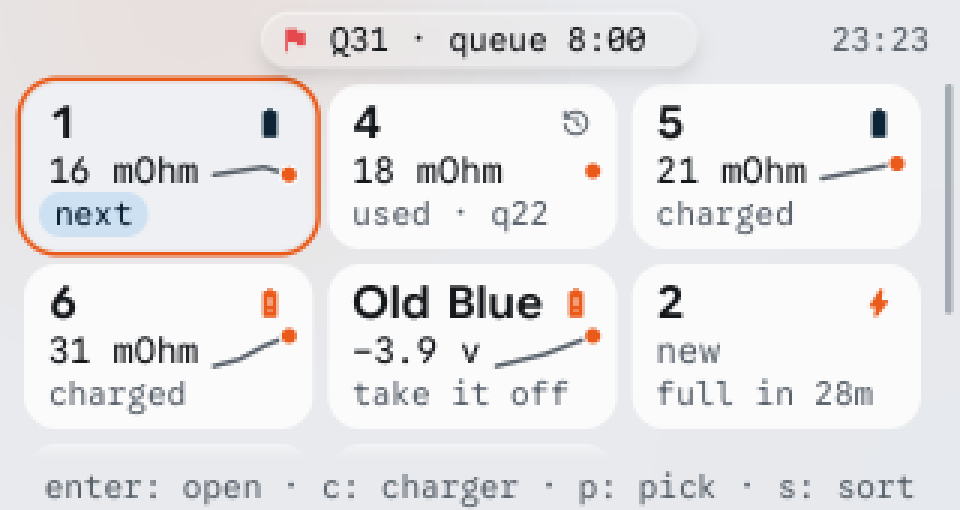 Q31 · queue 8:00
23:23
1
16 mOhm
next
4
18 mOhm
used · q22
5
21 mOhm
charged
6
31 mOhm
charged
Old Blue
-3.9 v
take it off
2
new
full in 28m
enter: open · c: charger · p: pick · s: sort